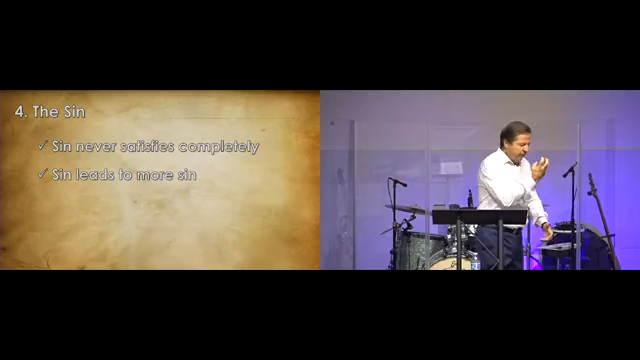 4. The Sin
✓ Sin never satisfies completely
✓ Sin leads to more sin